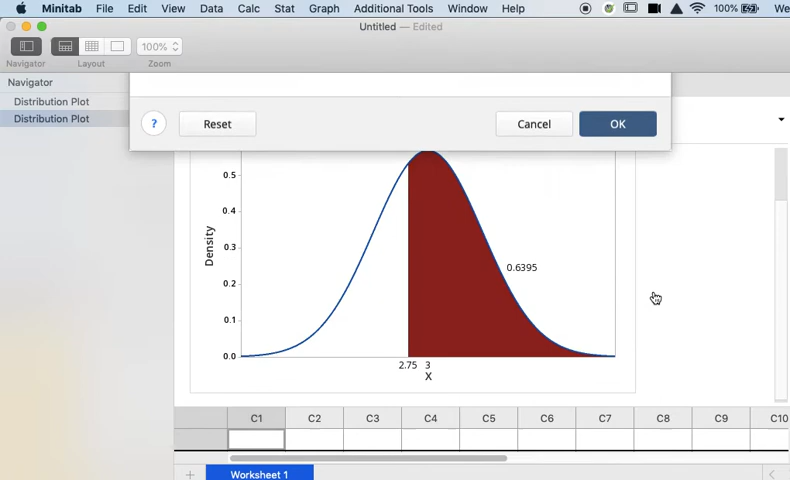 Minitab File Edit View Data Calc Stat Graph Additional Tools Window Help 100% We
Untitled — Edited
100%
Navigator Layout Zoom
Navigator
Distribution Plot
Distribution Plot
? Reset Cancel OK
0.5
0.4
0.3
0.2
0.1
0.0
Density
0.6395
2.75 3
X
C1 C2 C3 C4 C5 C6 C7 C8 C9 C10
+ Worksheet 1